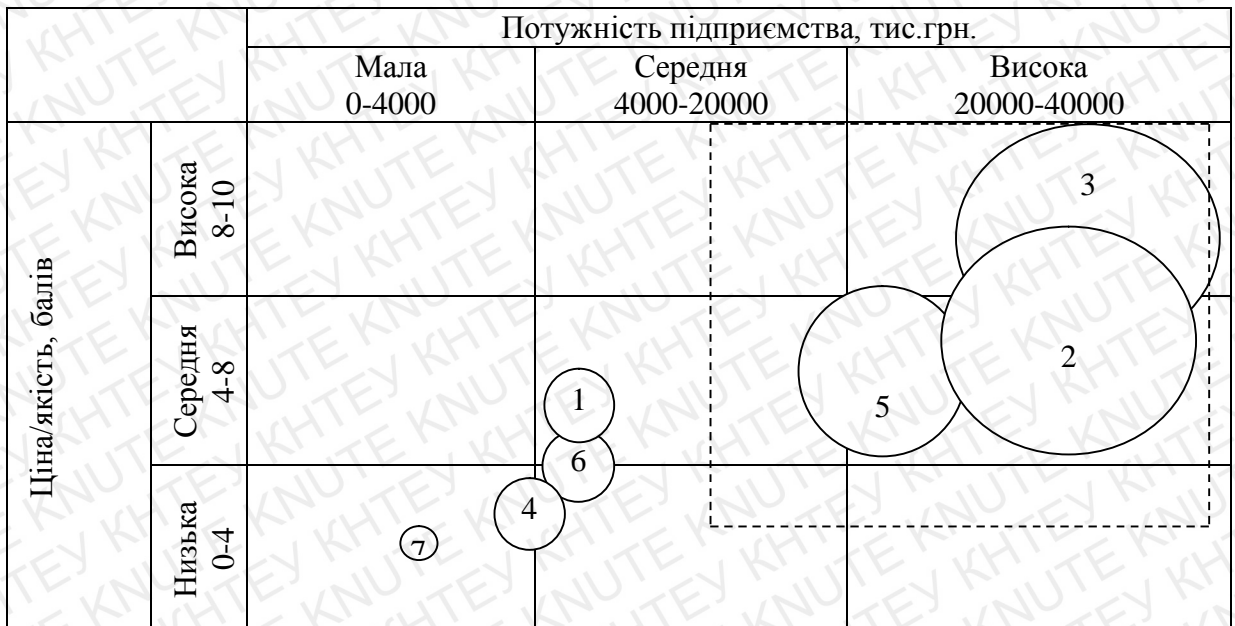 Потужність підприємства, тис.грн.
Мала
0-4000
Середня
4000-20000
Висока
20000-40000
Ціна/якість, балів
Висока
8-10
Середня
4-8
Низька
0-4
3
2
5
1
6
4
7